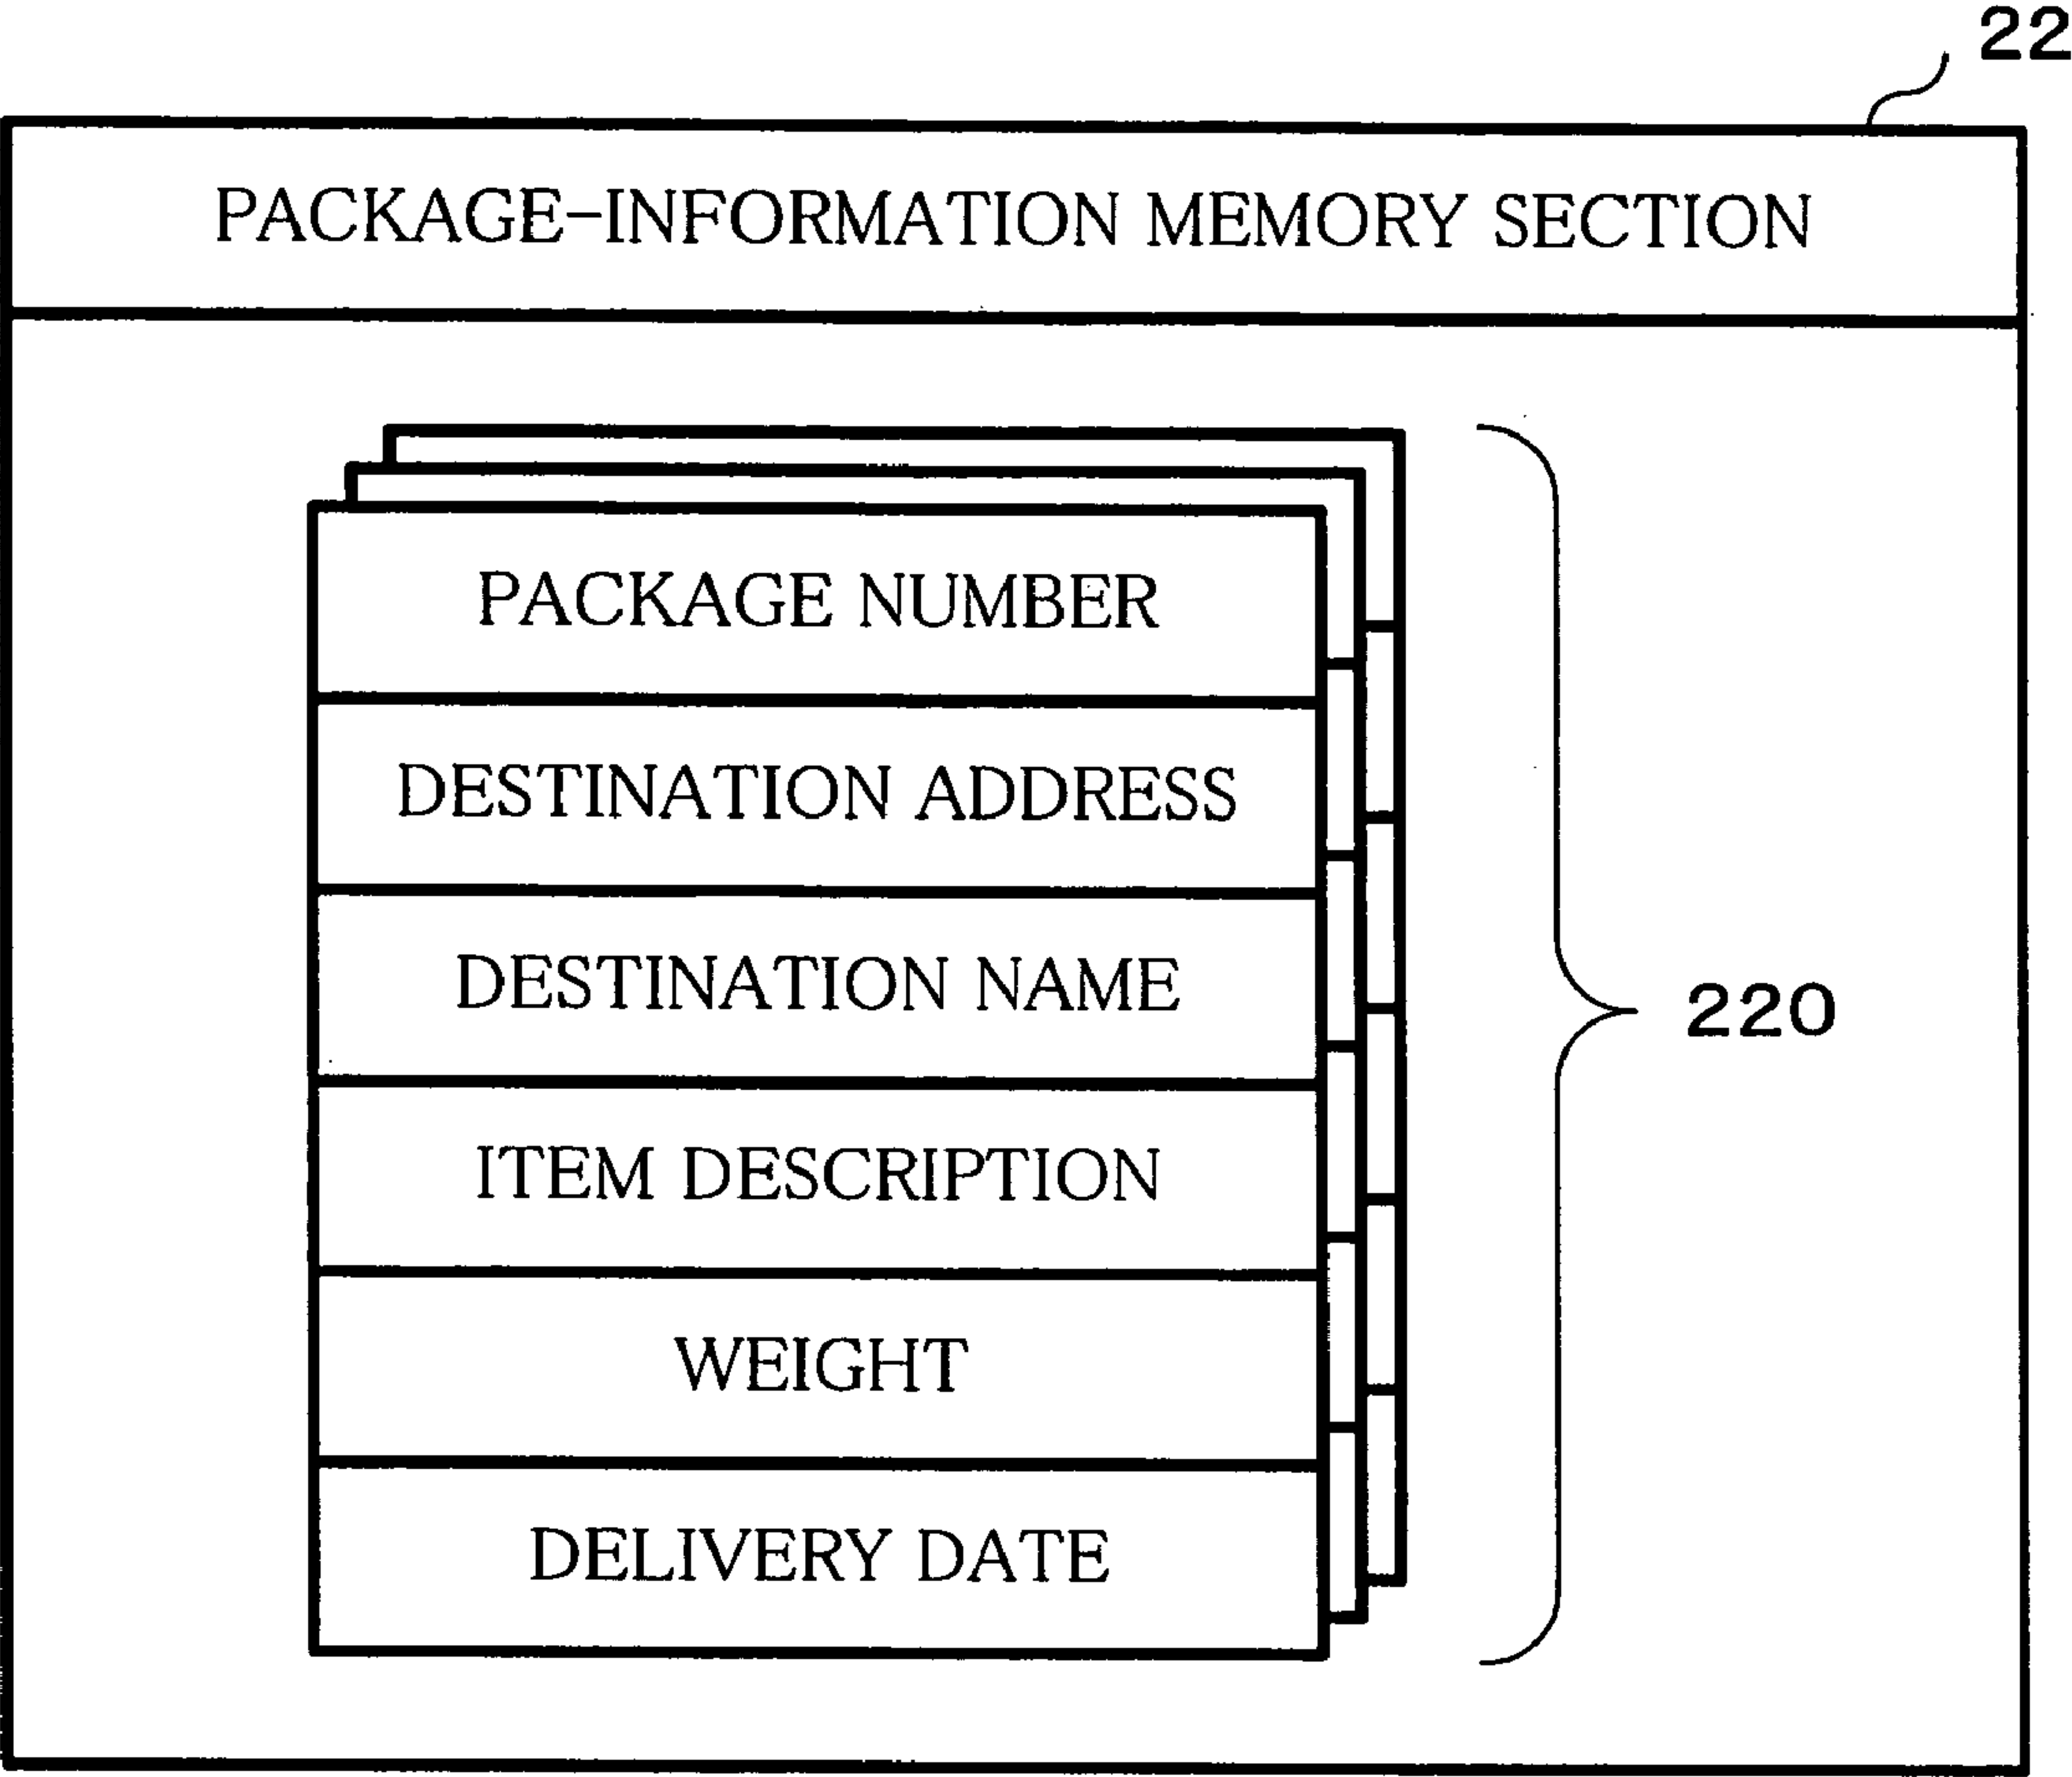 22
PACKAGE-INFORMATION MEMORY SECTION
PACKAGE NUMBER
DESTINATION ADDRESS
DESTINATION NAME
220
ITEM DESCRIPTION
WEIGHT
DELIVERY DATE